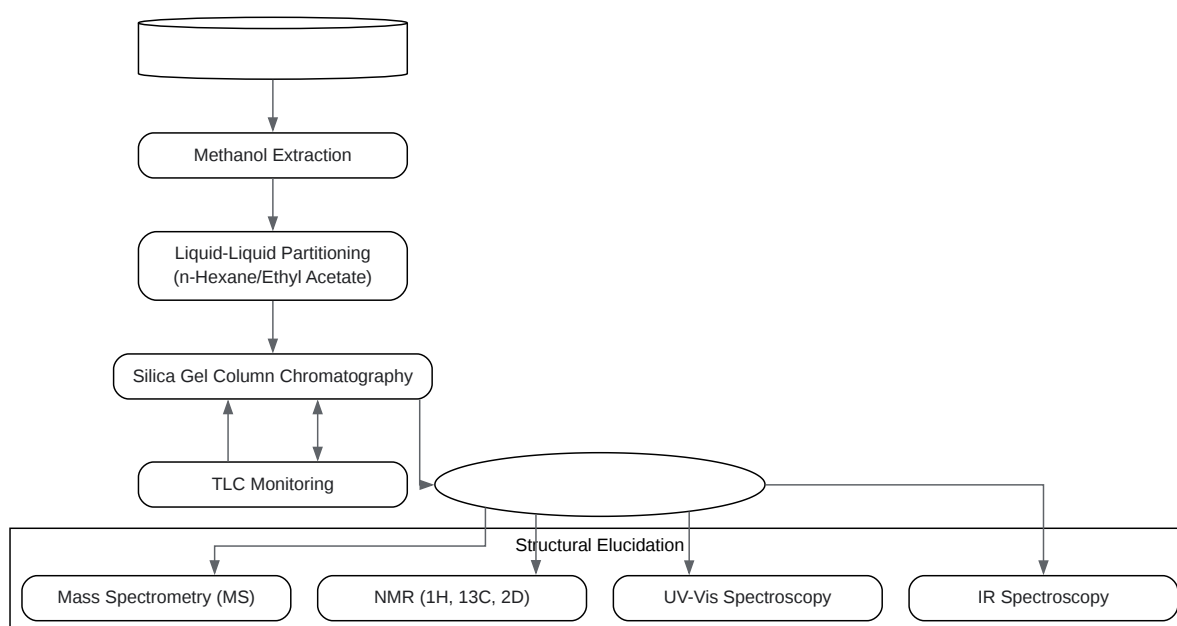 Methanol Extraction
Liquid-Liquid Partitioning
(n-Hexane/Ethyl Acetate)
Silica Gel Column Chromatography
TLC Monitoring
Structural Elucidation
Mass Spectrometry (MS)
NMR (1H, 13C, 2D)
UV-Vis Spectroscopy
IR Spectroscopy